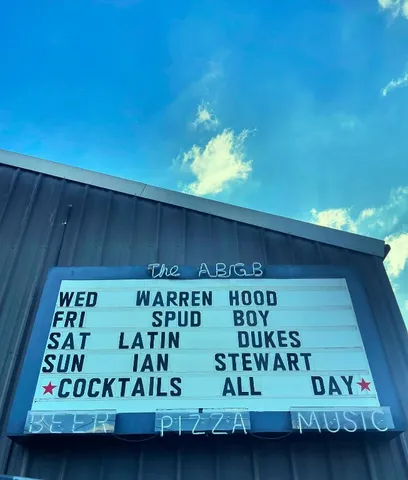 The ABGB
WED WARREN HOOD
FRI SPUD BOY
SAT LATIN DUKES
SUN IAN STEWART
★COCKTAILS ALL DAY★
BEER PIZZA MUSIC